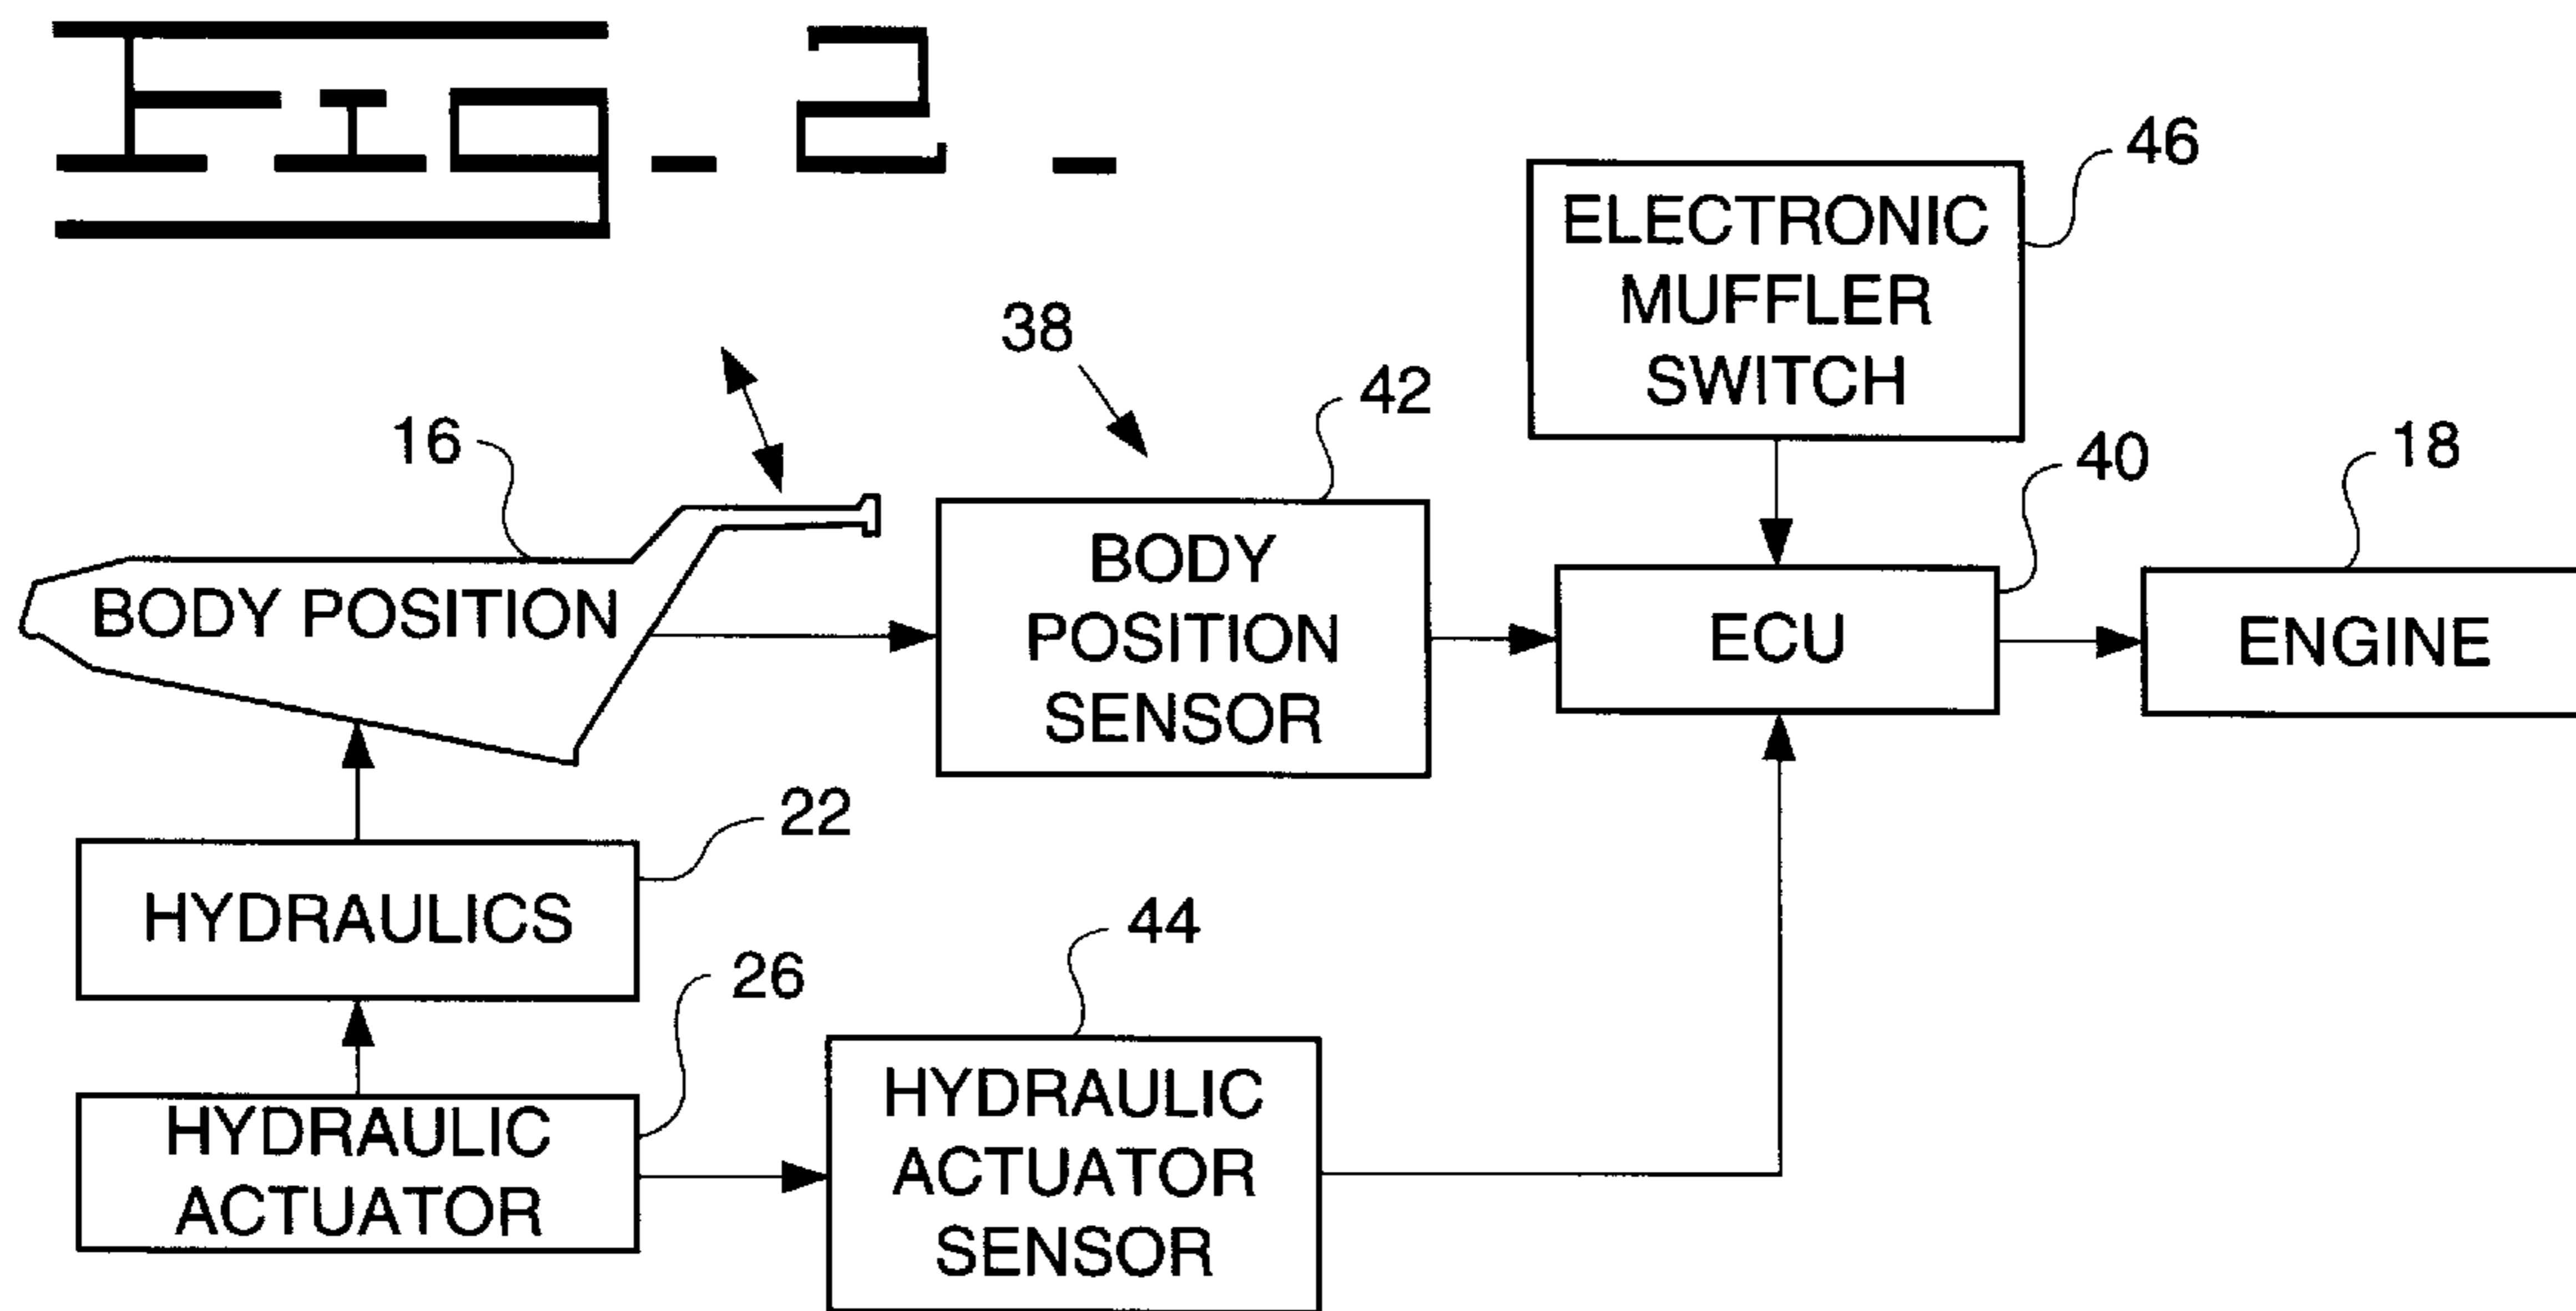 Fig- 2 -
46
ELECTRONIC
MUFFLER
SWITCH
38
42
16
40
18
BODY POSITION
BODY
POSITION
SENSOR
ECU
ENGINE
22
HYDRAULICS
26
44
HYDRAULIC
ACTUATOR
HYDRAULIC
ACTUATOR
SENSOR